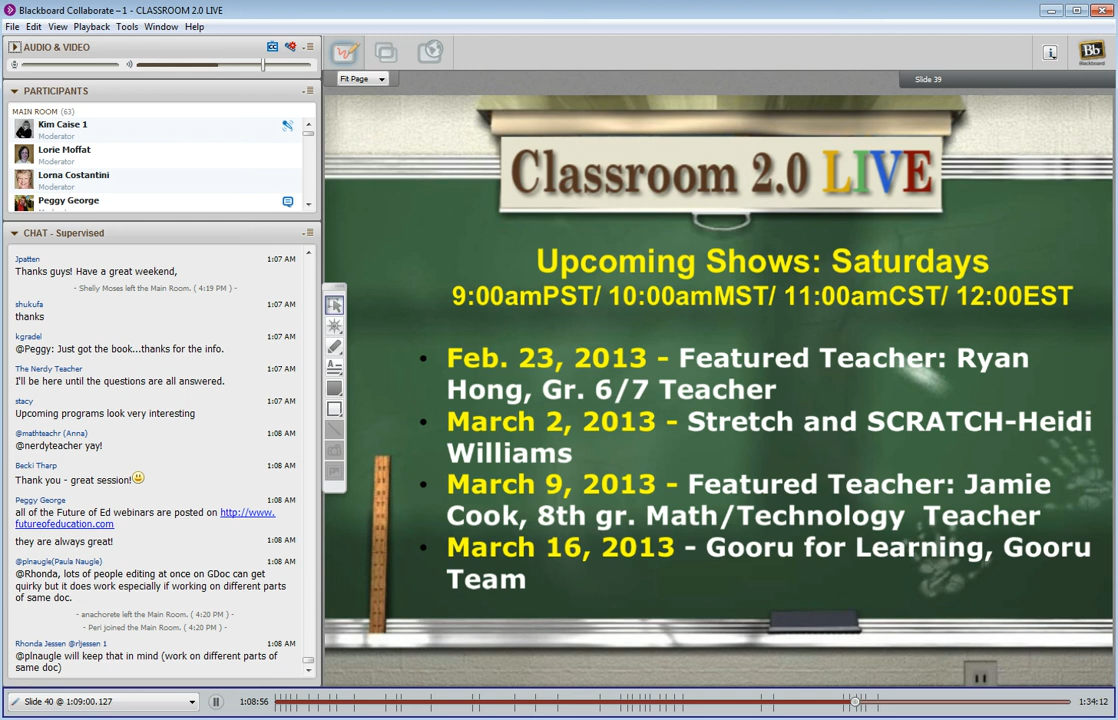 Blackboard Collaborate – 1 - CLASSROOM 2.0 LIVE
File Edit View Playback Tools Window Help
AUDIO & VIDEO
PARTICIPANTS
MAIN ROOM (63)
Kim Caise 1
Moderator
Lorie Moffat
Moderator
Lorna Costantini
Moderator
Peggy George
Moderator
CHAT - Supervised
Jpatten 1:07 AM
Thanks guys! Have a great weekend,
- Shelly Moses left the Main Room. ( 4:19 PM ) -
shukufa 1:07 AM
thanks
kgradel 1:07 AM
@Peggy: Just got the book...thanks for the info.
The Nerdy Teacher 1:07 AM
I'll be here until the questions are all answered.
stacy 1:07 AM
Upcoming programs look very interesting
@mathteachr (Anna) 1:08 AM
@nerdyteacher yay!
Becki Tharp 1:08 AM
Thank you - great session!
Peggy George 1:08 AM
all of the Future of Ed webinars are posted on http://www.
futureofeducation.com
they are always great! 1:08 AM
@plnaugle(Paula Naugle) 1:08 AM
@Rhonda, lots of people editing at once on GDoc can get
quirky but it does work especially if working on different parts
of same doc.
- anachorete left the Main Room. ( 4:20 PM ) -
- Peri joined the Main Room. ( 4:20 PM ) -
Rhonda Jessen @rljessen 1 1:08 AM
@plnaugle will keep that in mind (work on different parts of
same doc)
Bb
Blackboard
Fit Page
Slide 39
Classroom 2.0 LIVE
Upcoming Shows: Saturdays
9:00amPST/ 10:00amMST/ 11:00amCST/ 12:00EST
• Feb. 23, 2013 - Featured Teacher: Ryan
Hong, Gr. 6/7 Teacher
• March 2, 2013 - Stretch and SCRATCH-Heidi
Williams
• March 9, 2013 - Featured Teacher: Jamie
Cook, 8th gr. Math/Technology Teacher
• March 16, 2013 - Gooru for Learning, Gooru
Team
Slide 40 @ 1:09:00.127
1:08:56
1:34:12